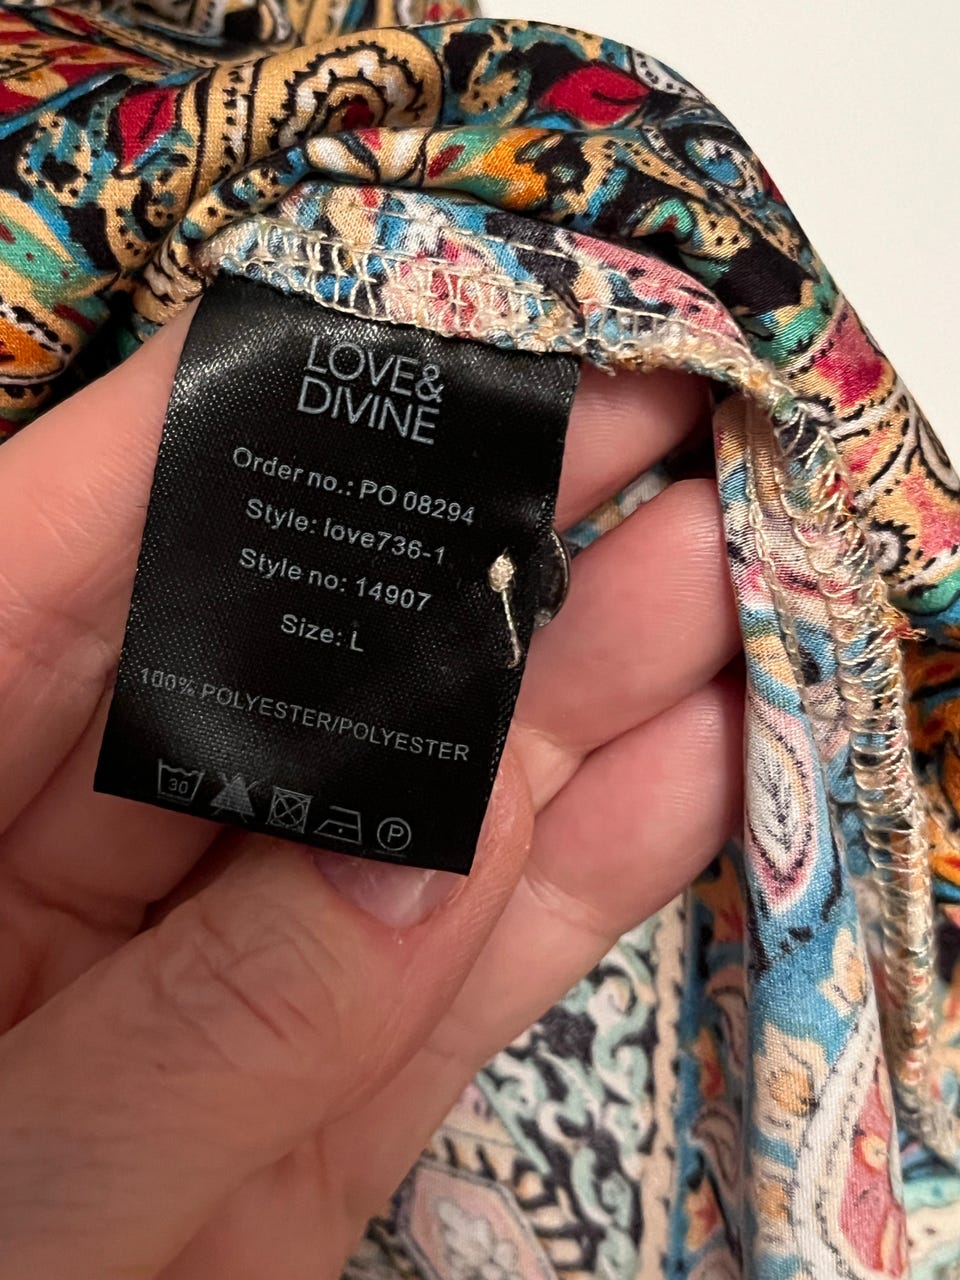 LOVE&
DIVINE
Order no.: PO 08294
Style: love736-1
Style no: 14907
Size: L
100% POLYESTER/POLYESTER
30
P